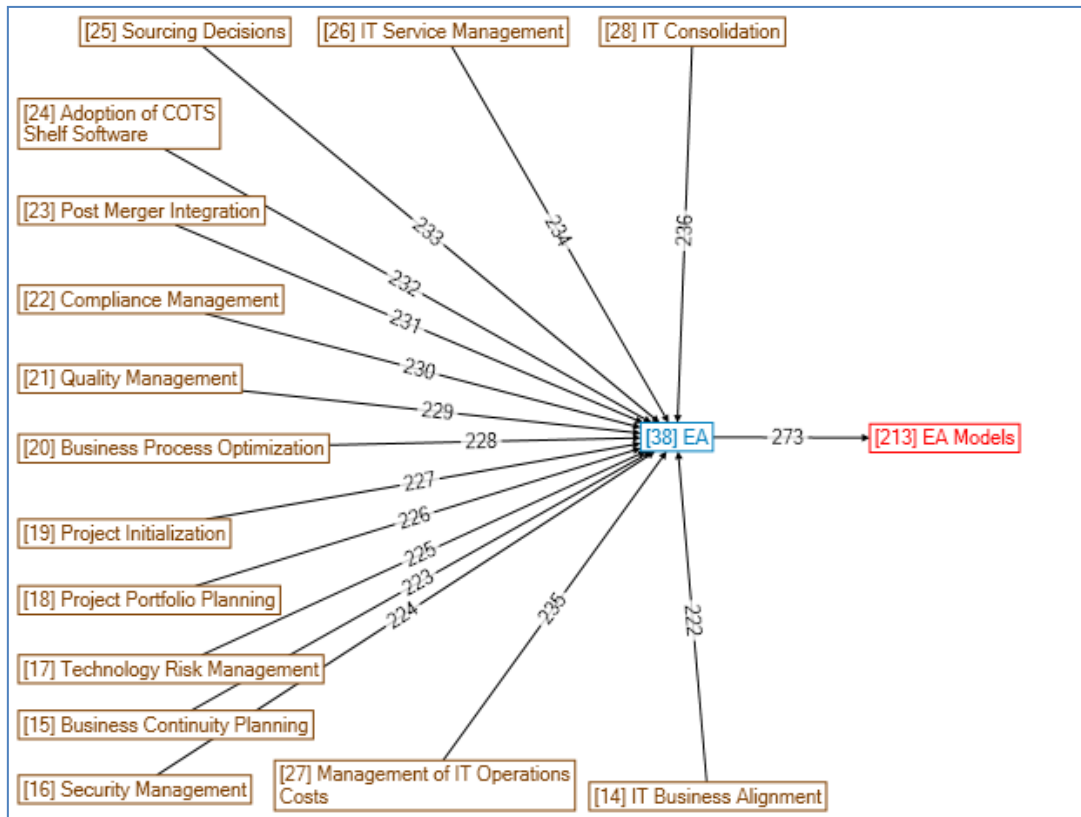 [25] Sourcing Decisions
[26] IT Service Management
[28] IT Consolidation
[24] Adoption of COTS
Shelf Software
[23] Post Merger Integration
233
234
236
232
231
[22] Compliance Management
230
[21] Quality Management
229
[20] Business Process Optimization
228
[38] EA
273
[213] EA Models
227
[19] Project Initialization
226
225
[18] Project Portfolio Planning
223
224
235
222
[17] Technology Risk Management
[15] Business Continuity Planning
[16] Security Management
[27] Management of IT Operations
Costs
[14] IT Business Alignment